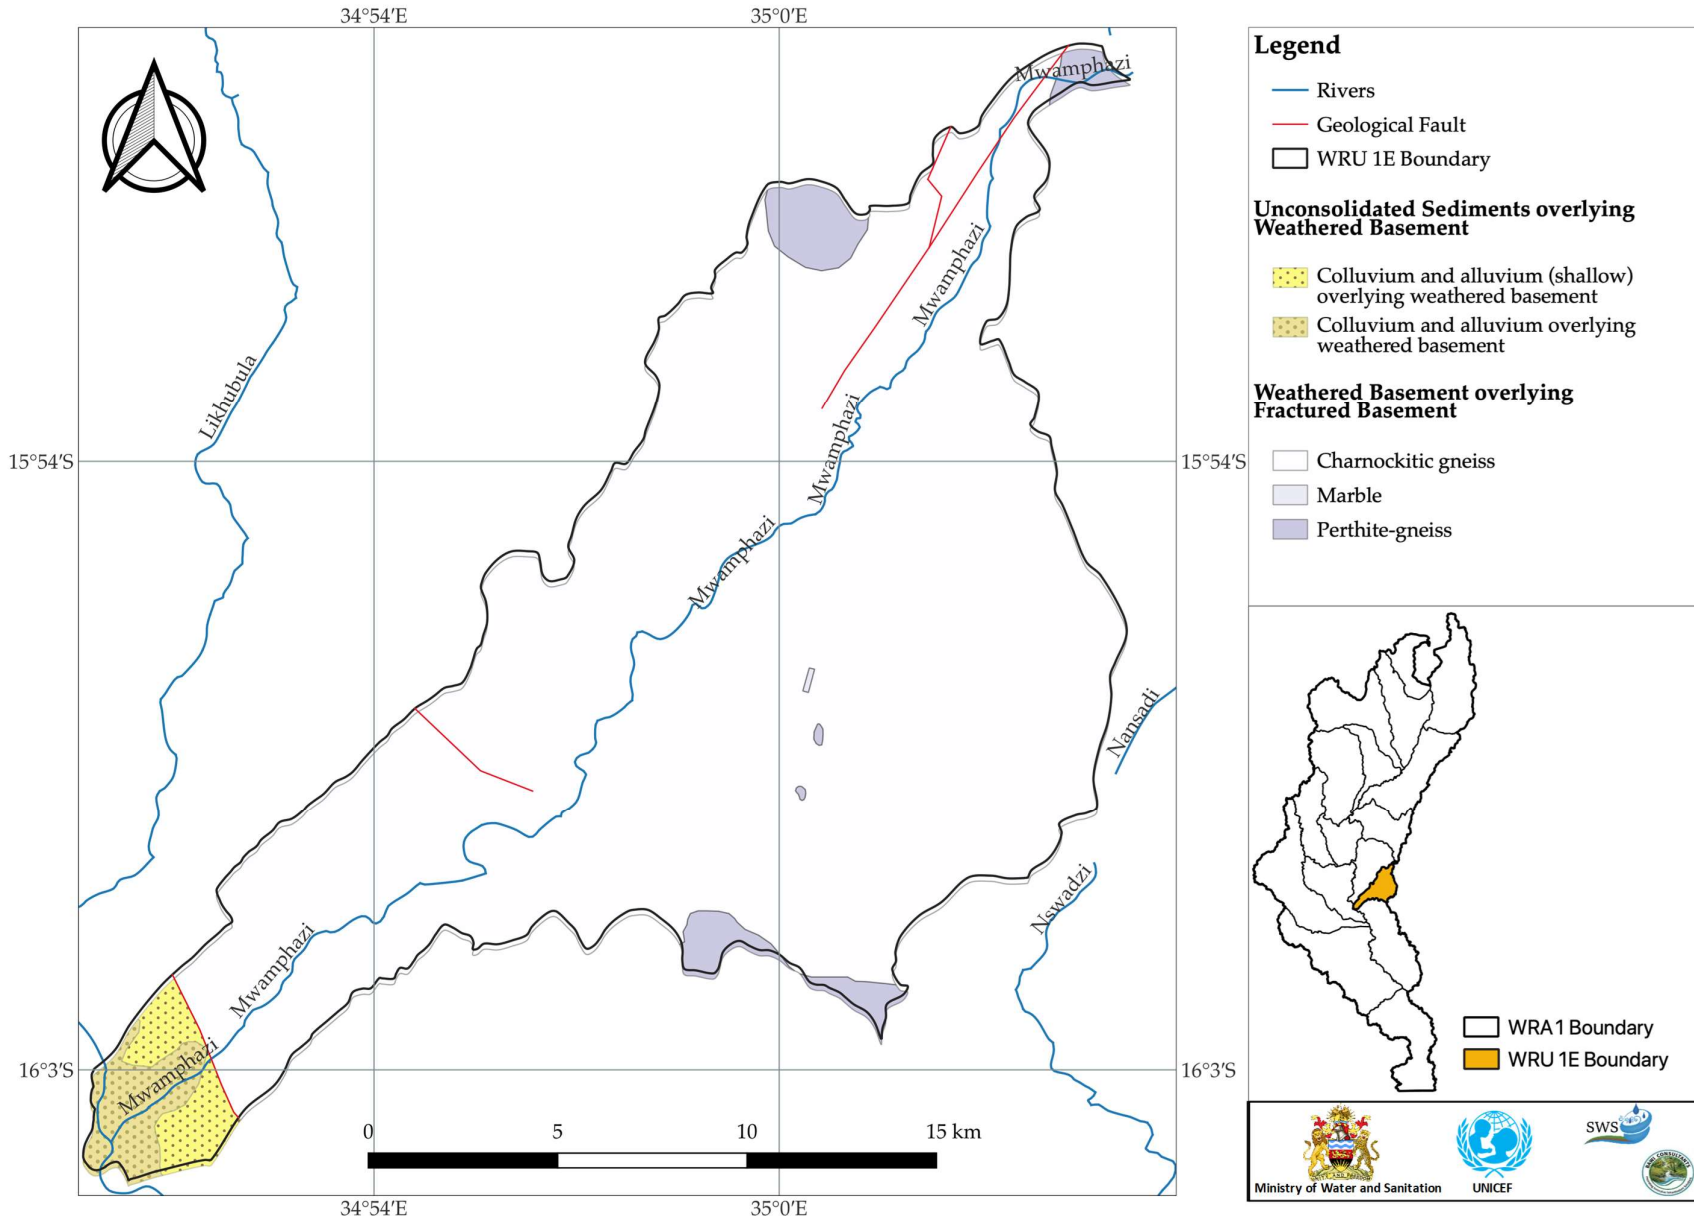 34°54′E
35°0′E
Mwamphazi
Mwamphazi
Likhubula
Mwamphazi
15°54′S
15°54′S
Mwamphazi
Nansadi
Nswadzi
Mwamphazi
Mwamphazi
16°3′S
16°3′S
0
5
10
15 km
34°54′E
35°0′E
Legend
Rivers
Geological Fault
WRU 1E Boundary
Unconsolidated Sediments overlying
Weathered Basement
Colluvium and alluvium (shallow)
overlying weathered basement
Colluvium and alluvium overlying
weathered basement
Weathered Basement overlying
Fractured Basement
Charnockitic gneiss
Marble
Perthite-gneiss
WRA 1 Boundary
WRU 1E Boundary
Ministry of Water and Sanitation
UNICEF
SWS